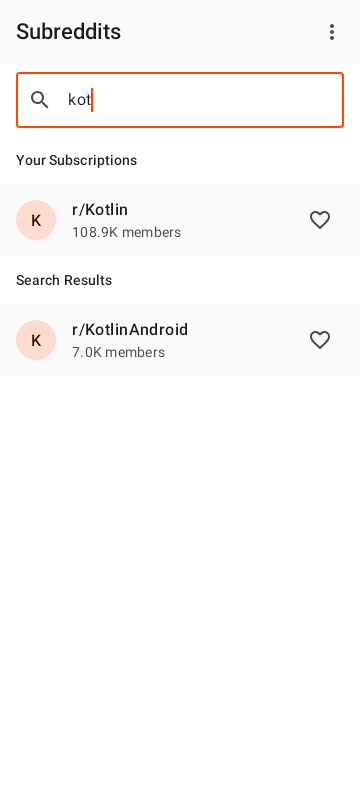 Subreddits
kot
Your Subscriptions
K
r/Kotlin
108.9K members
Search Results
K
r/KotlinAndroid
7.0K members